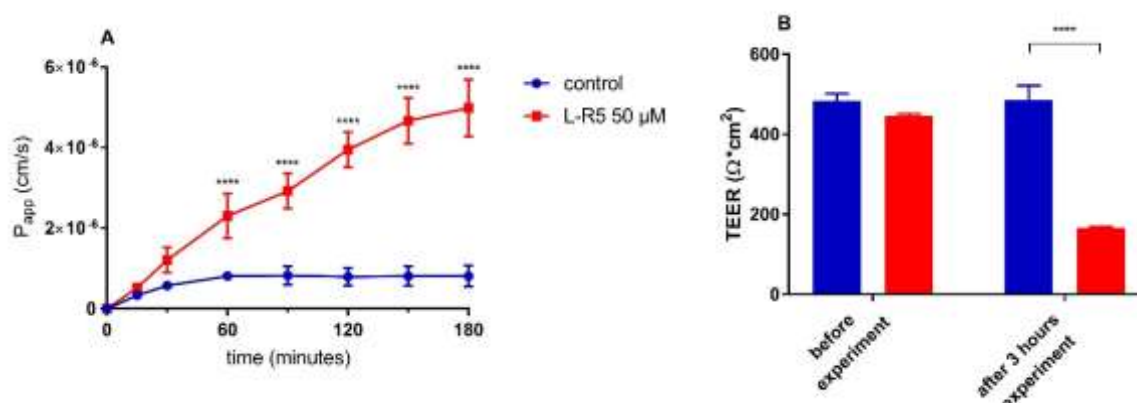 A
6×10⁻⁶
4×10⁻⁶
2×10⁻⁶
0
Papp (cm/s)
0 60 120 180
time (minutes)
****
****
****
****
****
control
L-R5 50 µM
B
****
600
400
200
0
TEER (Ω*cm2)
before
experiment
after 3 hours
experiment